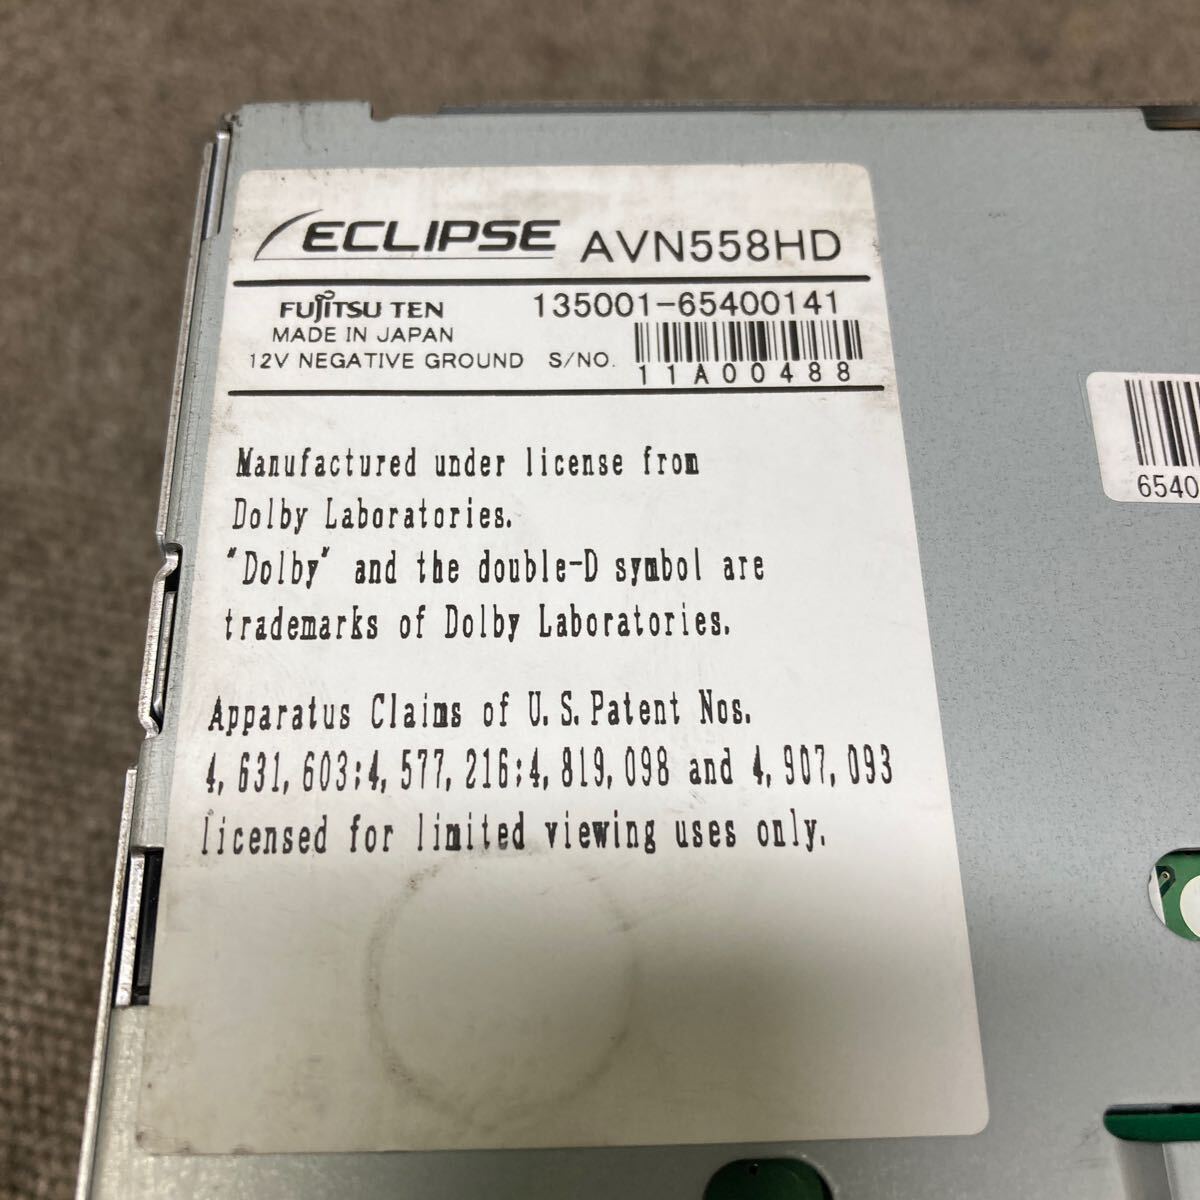 ECLIPSE AVN558HD
FUJITSU TEN 135001-65400141
MADE IN JAPAN
12V NEGATIVE GROUND S/NO.
11A00488
Manufactured under license from
Dolby Laboratories.
"Dolby" and the double-D symbol are
trademarks of Dolby Laboratories.
Apparatus Claims of U.S.Patent Nos.
4,631,603;4,577,216;4,819,098 and 4,907,093
licensed for limited viewing uses only.
6540